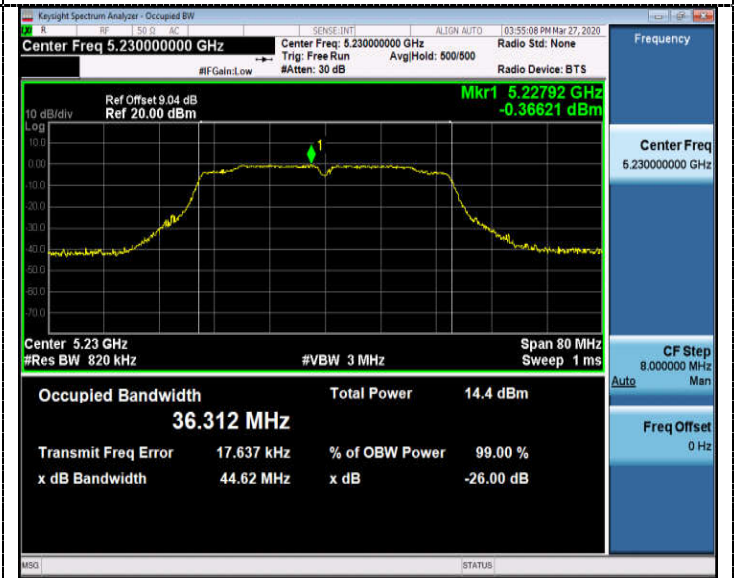 Keysight Spectrum Analyzer - Occupied BW
R RF 50 Ω AC SENSE:INT ALIGN AUTO 03:55:08 PM Mar 27, 2020
Center Freq 5.230000000 GHz
Center Freq: 5.230000000 GHz Radio Std: None
Trig: Free Run Avg|Hold: 500/500
#IFGain:Low #Atten: 30 dB Radio Device: BTS
Frequency
Ref Offset 9.04 dB
10 dB/div Ref 20.00 dBm
Mkr1 5.22792 GHz
-0.36621 dBm
Log
10.0
0.00
-10.0
-20.0
-30.0
-40.0
-50.0
-60.0
-70.0
1
Center 5.23 GHz Span 80 MHz
#Res BW 820 kHz #VBW 3 MHz Sweep 1 ms
Occupied Bandwidth Total Power 14.4 dBm
36.312 MHz
Transmit Freq Error 17.637 kHz % of OBW Power 99.00 %
x dB Bandwidth 44.62 MHz x dB -26.00 dB
Center Freq
5.230000000 GHz
CF Step
8.000000 MHz
Auto Man
Freq Offset
0 Hz
MSG STATUS